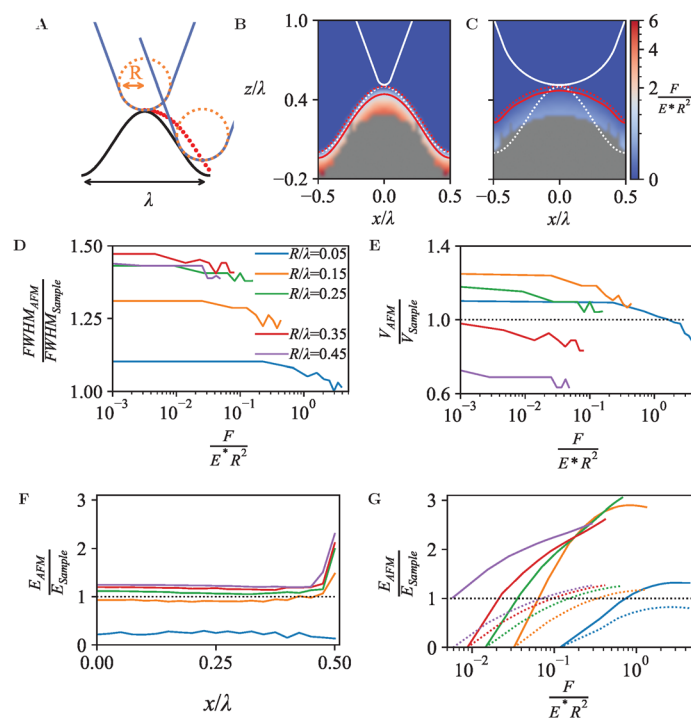 A
R
λ
B
z/λ
1.0
0.4
−0.2
−0.5
0.0
0.5
x/λ
C
−0.5
0.0
0.5
x/λ
6
5
4
3
2
0
F
E*R²
D
FWHM_AFM
FWHM_Sample
1.50
1.25
1.00
R/λ=0.05
R/λ=0.15
R/λ=0.25
R/λ=0.35
R/λ=0.45
10⁻³
10⁻²
10⁻¹
10⁰
F
E*R²
E
V_AFM
V_Sample
1.4
1.0
0.6
10⁻³
10⁻²
10⁻¹
10⁰
F
E*R²
F
E_AFM
E_Sample
3
2
1
0
0.00
0.25
0.50
x/λ
G
E_AFM
E_Sample
3
2
1
0
10⁻²
10⁻¹
10⁰
F
E*R²